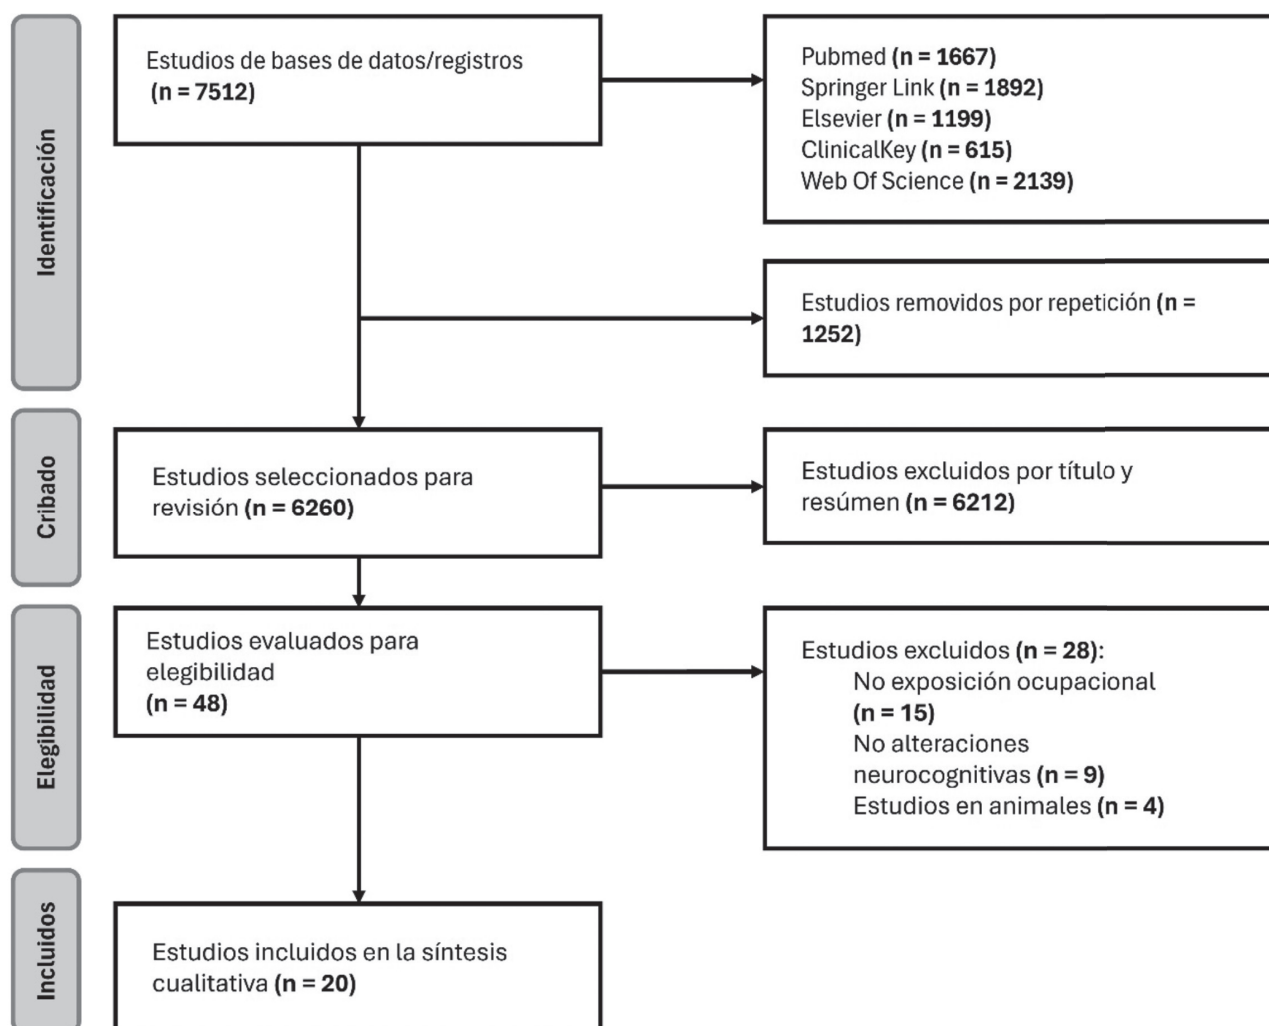 Identificación
Estudios de bases de datos/registros
(n = 7512)
Pubmed (n = 1667)
Springer Link (n = 1892)
Elsevier (n = 1199)
ClinicalKey (n = 615)
Web Of Science (n = 2139)
Estudios removidos por repetición (n =
1252)
Cribado
Estudios seleccionados para
revisión (n = 6260)
Estudios excluidos por título y
resúmen (n = 6212)
Elegibilidad
Estudios evaluados para
elegibilidad
(n = 48)
Estudios excluidos (n = 28):
No exposición ocupacional
(n = 15)
No alteraciones
neurocognitivas (n = 9)
Estudios en animales (n = 4)
Incluidos
Estudios incluidos en la síntesis
cualitativa (n = 20)